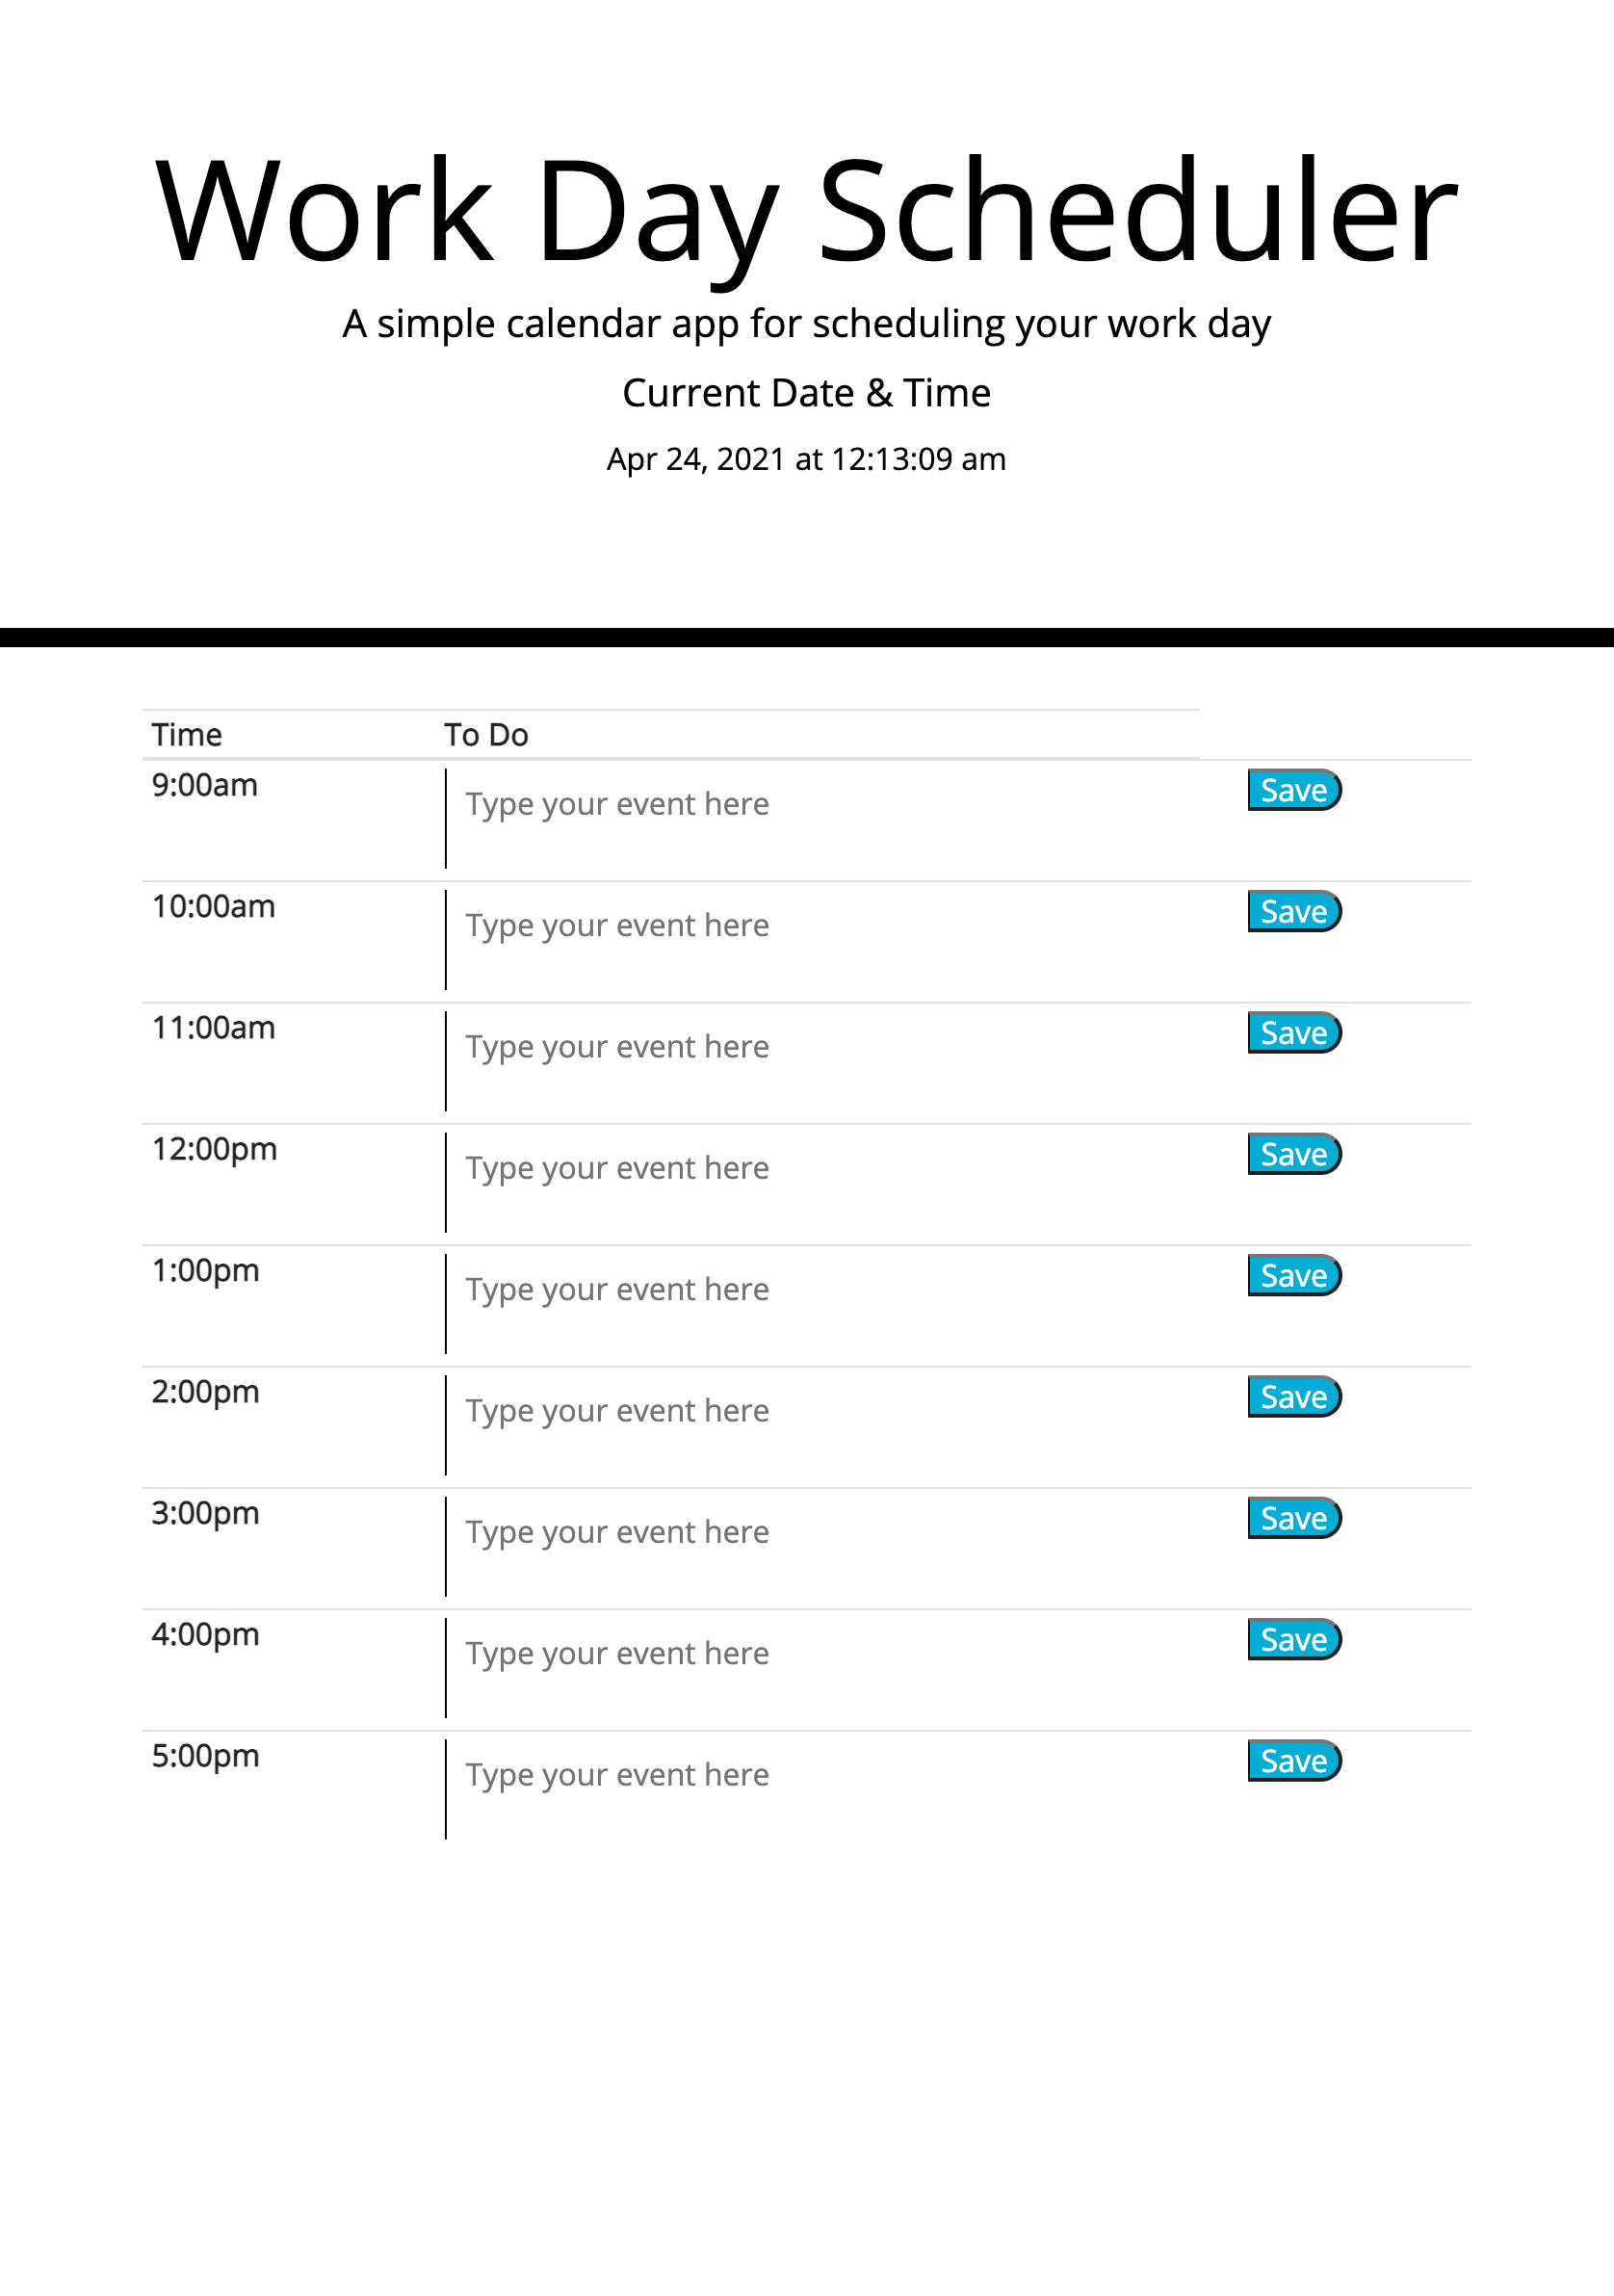 Work Day Scheduler
A simple calendar app for scheduling your work day
Current Date & Time
Apr 24, 2021 at 12:13:09 am
Time To Do
9:00am Type your event here Save
10:00am Type your event here Save
11:00am Type your event here Save
12:00pm Type your event here Save
1:00pm Type your event here Save
2:00pm Type your event here Save
3:00pm Type your event here Save
4:00pm Type your event here Save
5:00pm Type your event here Save